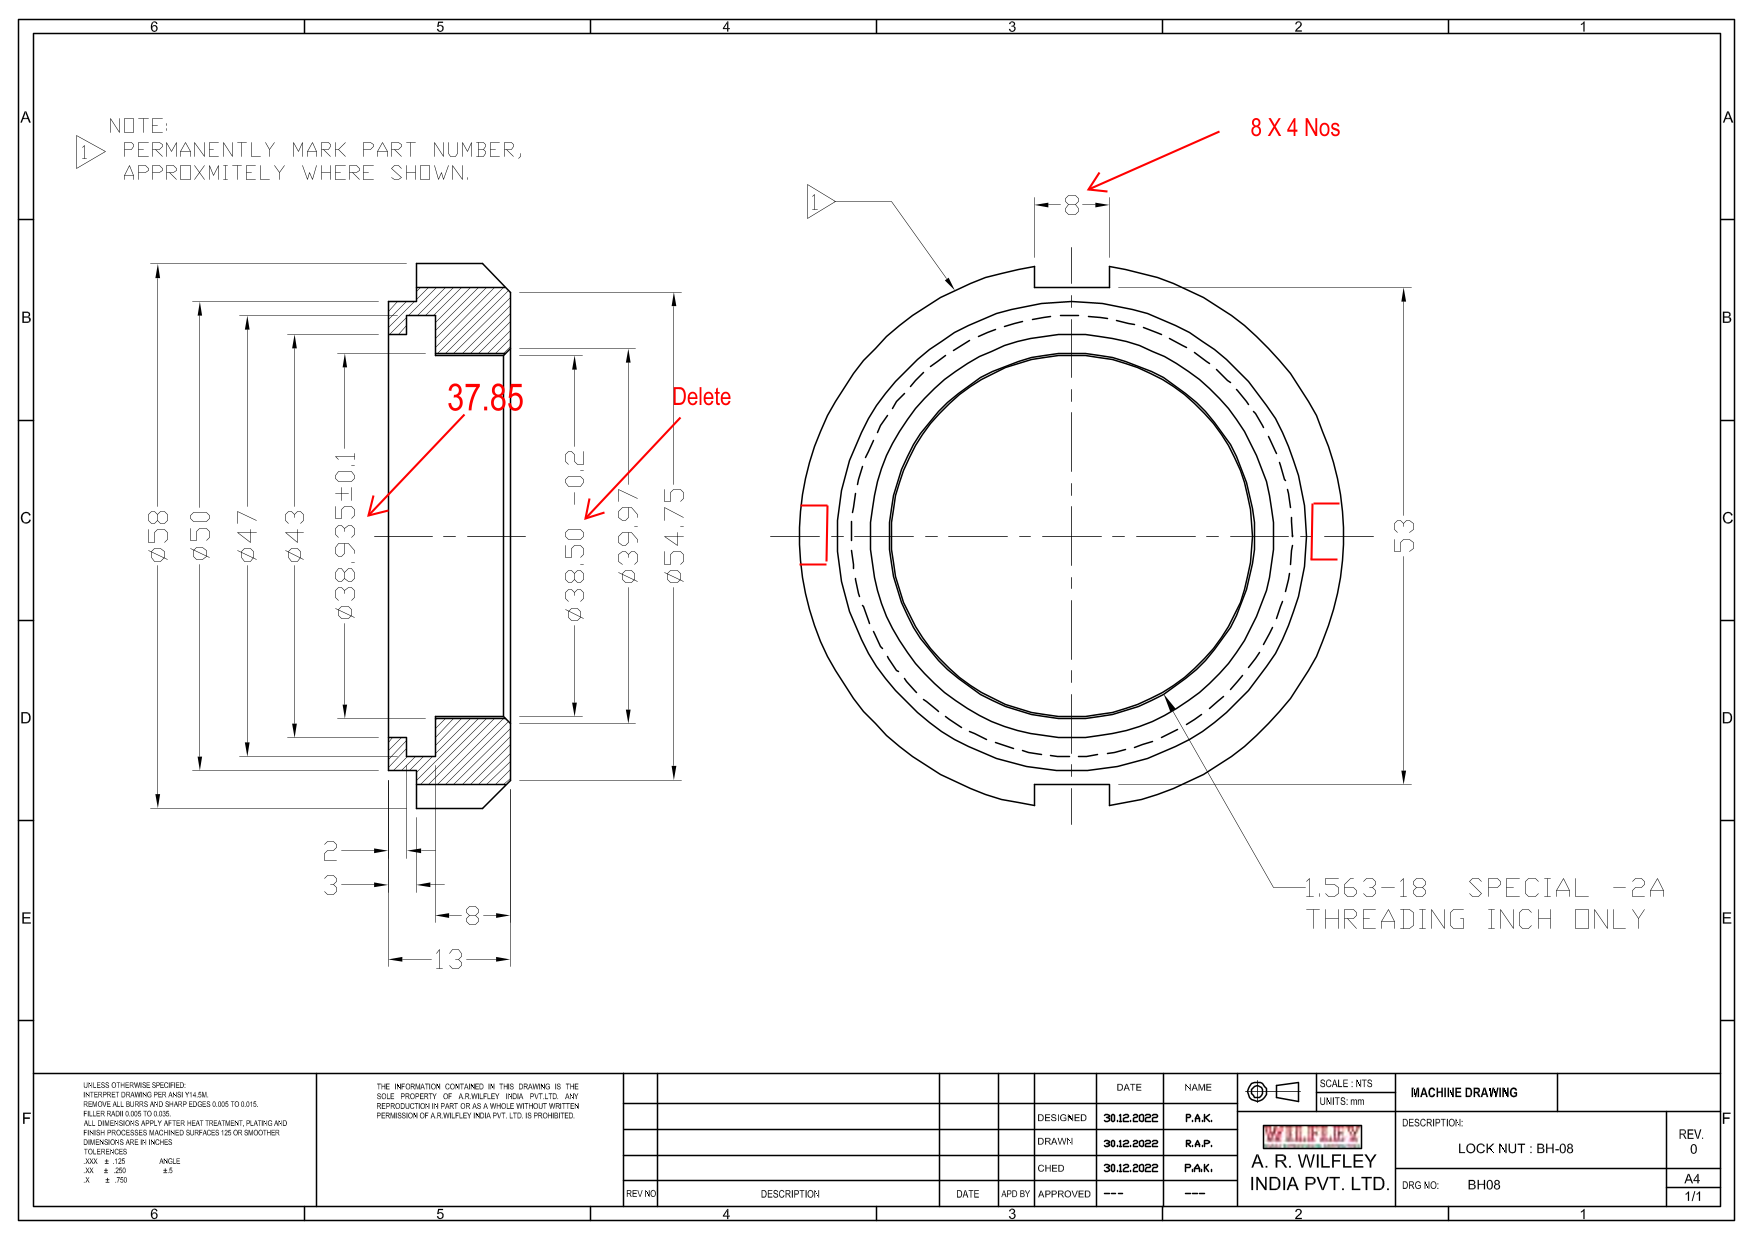 6 5 4 3 2 1
A A
B B
C C
D D
E E
F F
NOTE:
1 PERMANENTLY MARK PART NUMBER,
APPROXMITELY WHERE SHOWN.
8 X 4 Nos
1
8
37.85
Delete
ø58
ø50
ø47
ø43
ø38.935±0.1
ø38.50 -0.2
ø39.97
ø54.75
53
2
3
8
13
1.563-18 SPECIAL -2A
THREADING INCH ONLY
UNLESS OTHERWISE SPECIFIED:
INTERPRET DRAWING PER ANSI Y14.5M.
REMOVE ALL BURRS AND SHARP EDGES 0.005 TO 0.015.
FILLER RADII 0.005 TO 0.035.
ALL DIMENSIONS APPLY AFTER HEAT TREATMENT, PLATING AND
FINISH PROCESSES MACHINED SURFACES 125 OR SMOOTHER
DIMENSIONS ARE IN INCHES
TOLERENCES
.XXX ± .125 ANGLE
.XX ± .250 ±.5
.X ± .750
THE INFORMATION CONTAINED IN THIS DRAWING IS THE
SOLE PROPERTY OF A.R.WILFLEY INDIA PVT.LTD. ANY
REPRODUCTION IN PART OR AS A WHOLE WITHOUT WRITTEN
PERMISSION OF A.R.WILFLEY INDIA PVT. LTD. IS PROHIBITED.
DATE NAME
DESIGNED 30.12.2022 P.A.K.
DRAWN 30.12.2022 R.A.P.
CHED 30.12.2022 P.A.K.
REV NO DESCRIPTION DATE APD BY APPROVED --- ---
SCALE : NTS
UNITS: mm
MACHINE DRAWING
WILFLEY
A. R. WILFLEY
INDIA PVT. LTD.
DESCRIPTION:
LOCK NUT : BH-08
DRG NO: BH08
REV.
0
A4
1/1
6 5 4 3 2 1